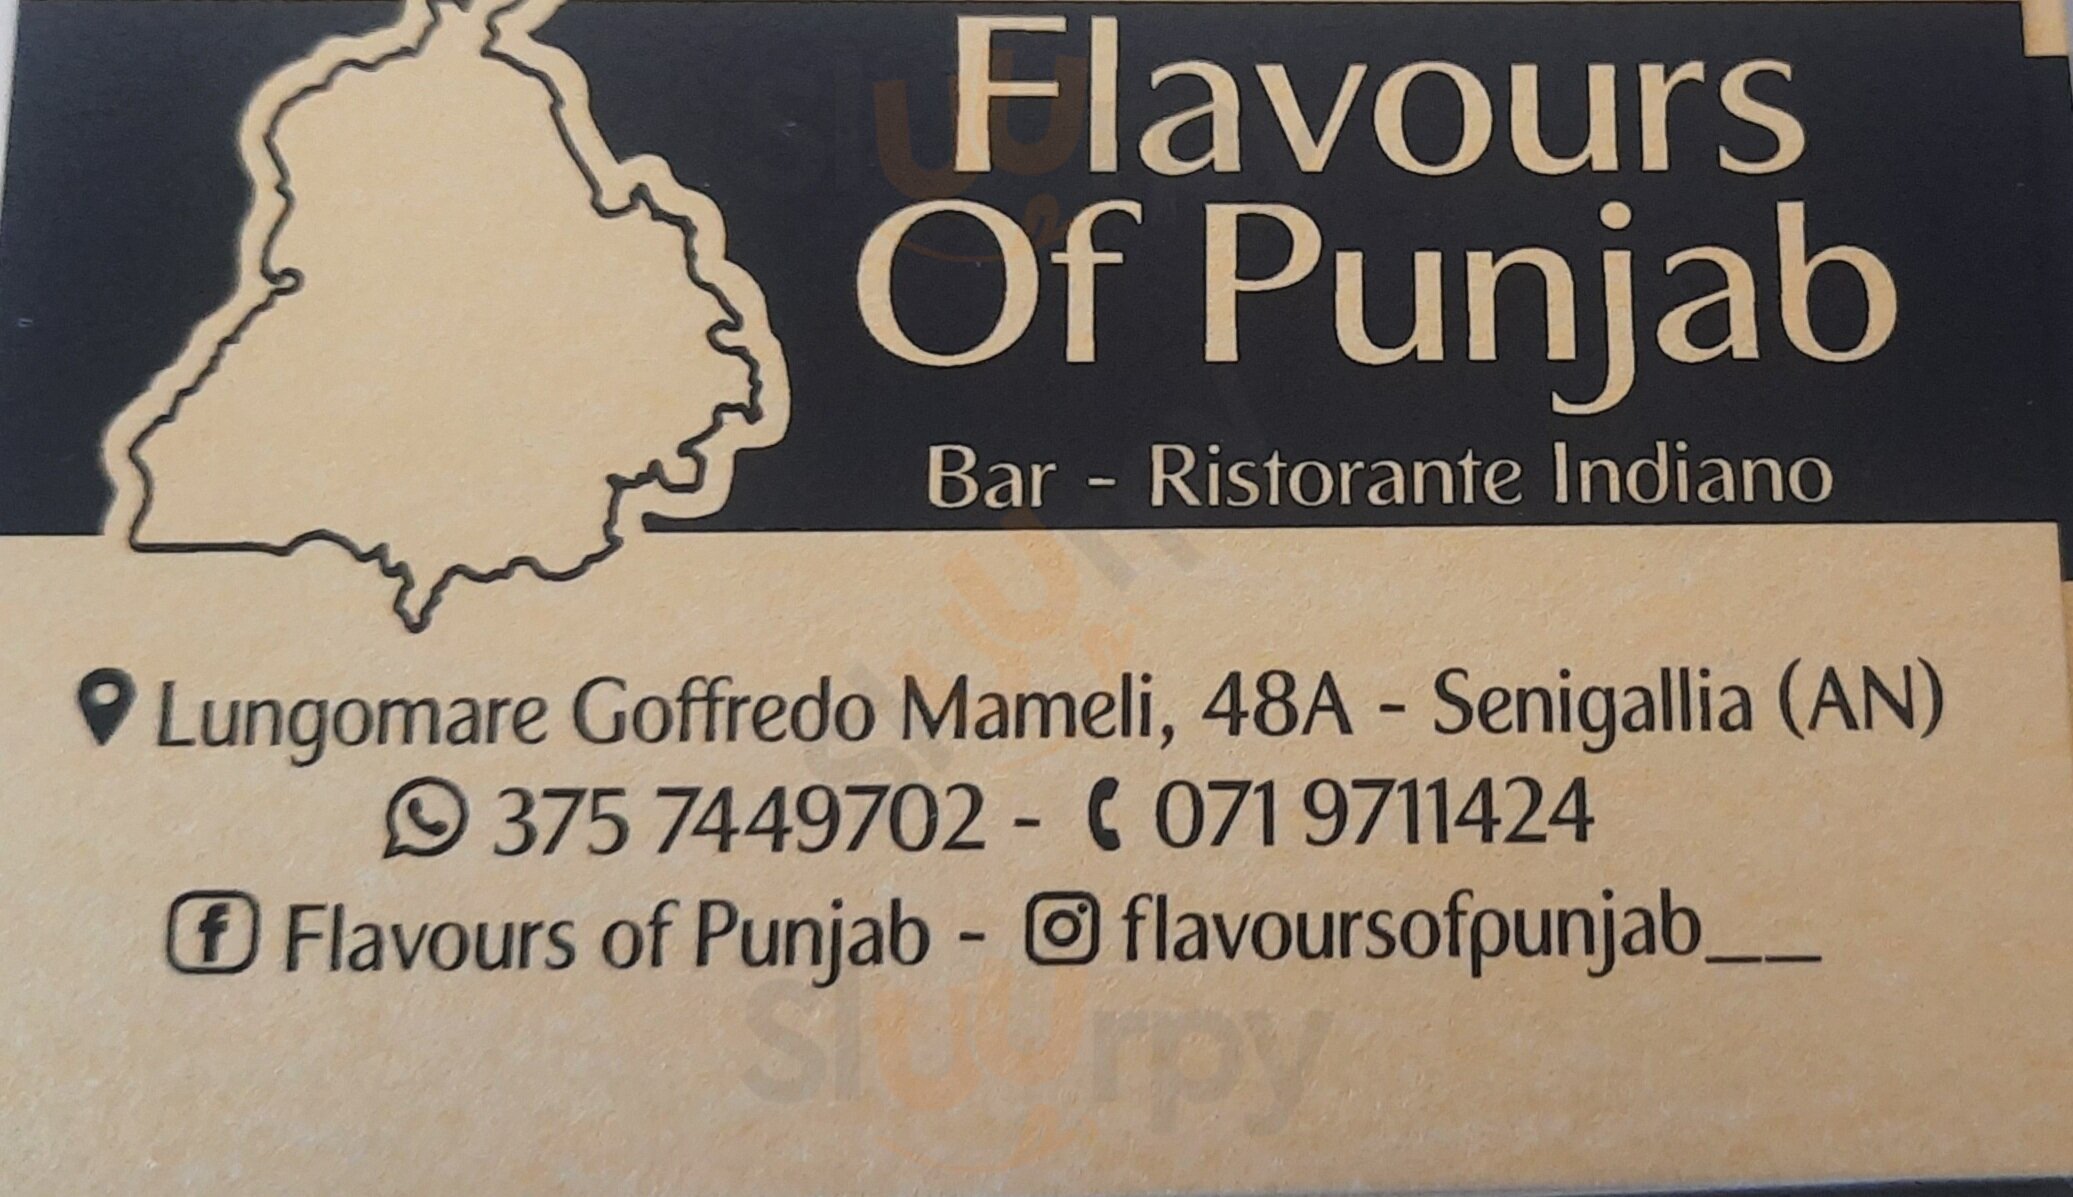 Flavours
Of Punjab
Bar - Ristorante Indiano
Lungomare Goffredo Mameli, 48A - Senigallia (AN)
375 7449702 - 071 9711424
Flavours of Punjab - flavoursofpunjab__
sluurpy